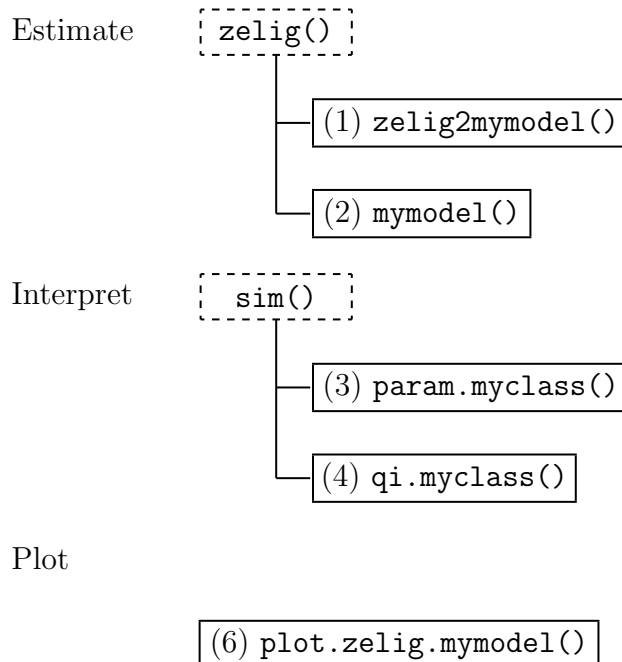 Estimate zelig()
(1) zelig2mymodel()
(2) mymodel()
Interpret sim()
(3) param.myclass()
(4) qi.myclass()
Plot
(6) plot.zelig.mymodel()